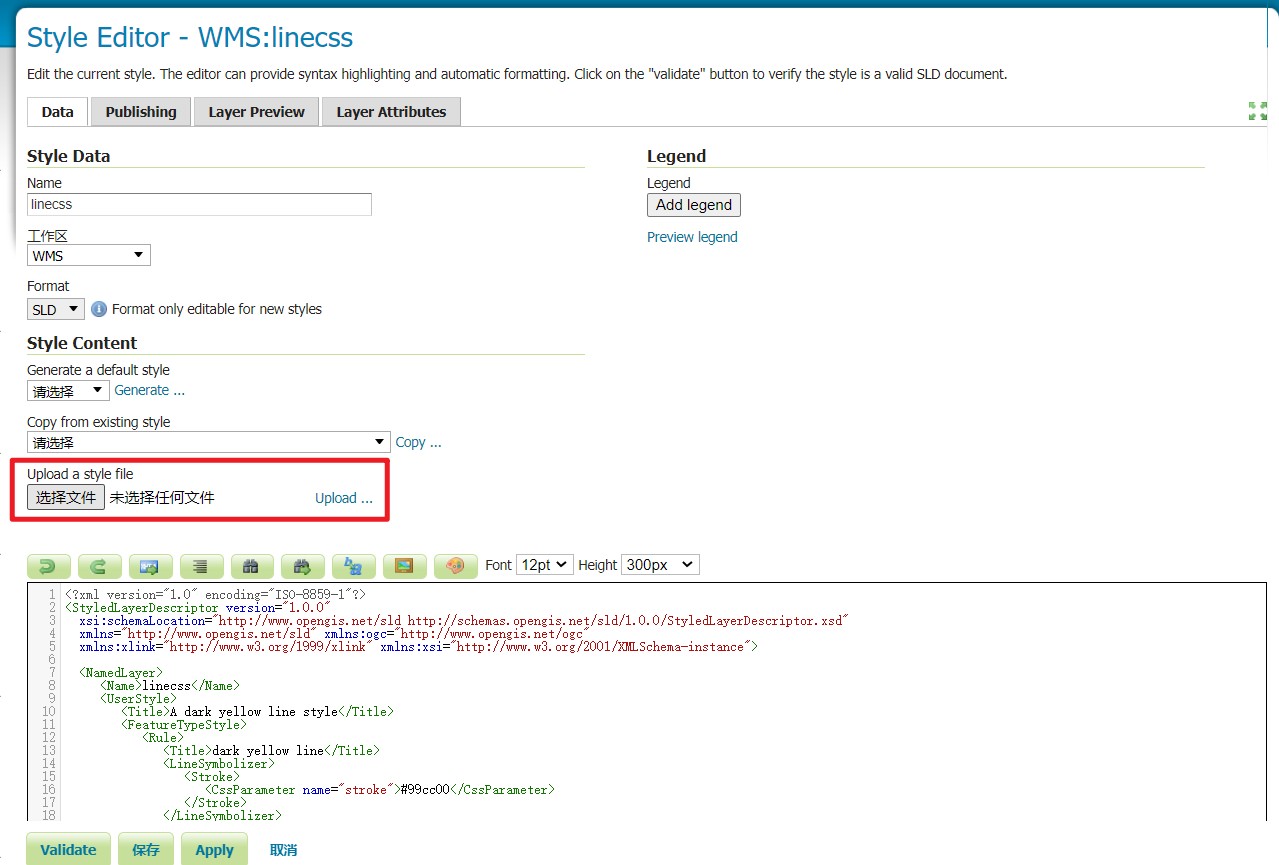 Style Editor - WMS:linecss
Edit the current style. The editor can provide syntax highlighting and automatic formatting. Click on the "validate" button to verify the style is a valid SLD document.
Data Publishing Layer Preview Layer Attributes
Style Data
Name
linecss
工作区
WMS
Format
SLD Format only editable for new styles
Legend
Legend
Add legend
Preview legend
Style Content
Generate a default style
请选择 Generate ...
Copy from existing style
请选择 Copy ...
Upload a style file
选择文件 未选择任何文件 Upload ...
Font 12pt Height 300px
1 <?xml version="1.0" encoding="ISO-8859-1"?>
2 <StyledLayerDescriptor version="1.0.0"
3 xsi:schemaLocation="http://www.opengis.net/sld http://schemas.opengis.net/sld/1.0.0/StyledLayerDescriptor.xsd"
4 xmlns="http://www.opengis.net/sld" xmlns:ogc="http://www.opengis.net/ogc"
5 xmlns:xlink="http://www.w3.org/1999/xlink" xmlns:xsi="http://www.w3.org/2001/XMLSchema-instance">
6
7 <NamedLayer>
8 <Name>linecss</Name>
9 <UserStyle>
10 <Title>A dark yellow line style</Title>
11 <FeatureTypeStyle>
12 <Rule>
13 <Title>dark yellow line</Title>
14 <LineSymbolizer>
15 <Stroke>
16 <CssParameter name="stroke">#99cc00</CssParameter>
17 </Stroke>
18 </LineSymbolizer>
Validate 保存 Apply 取消